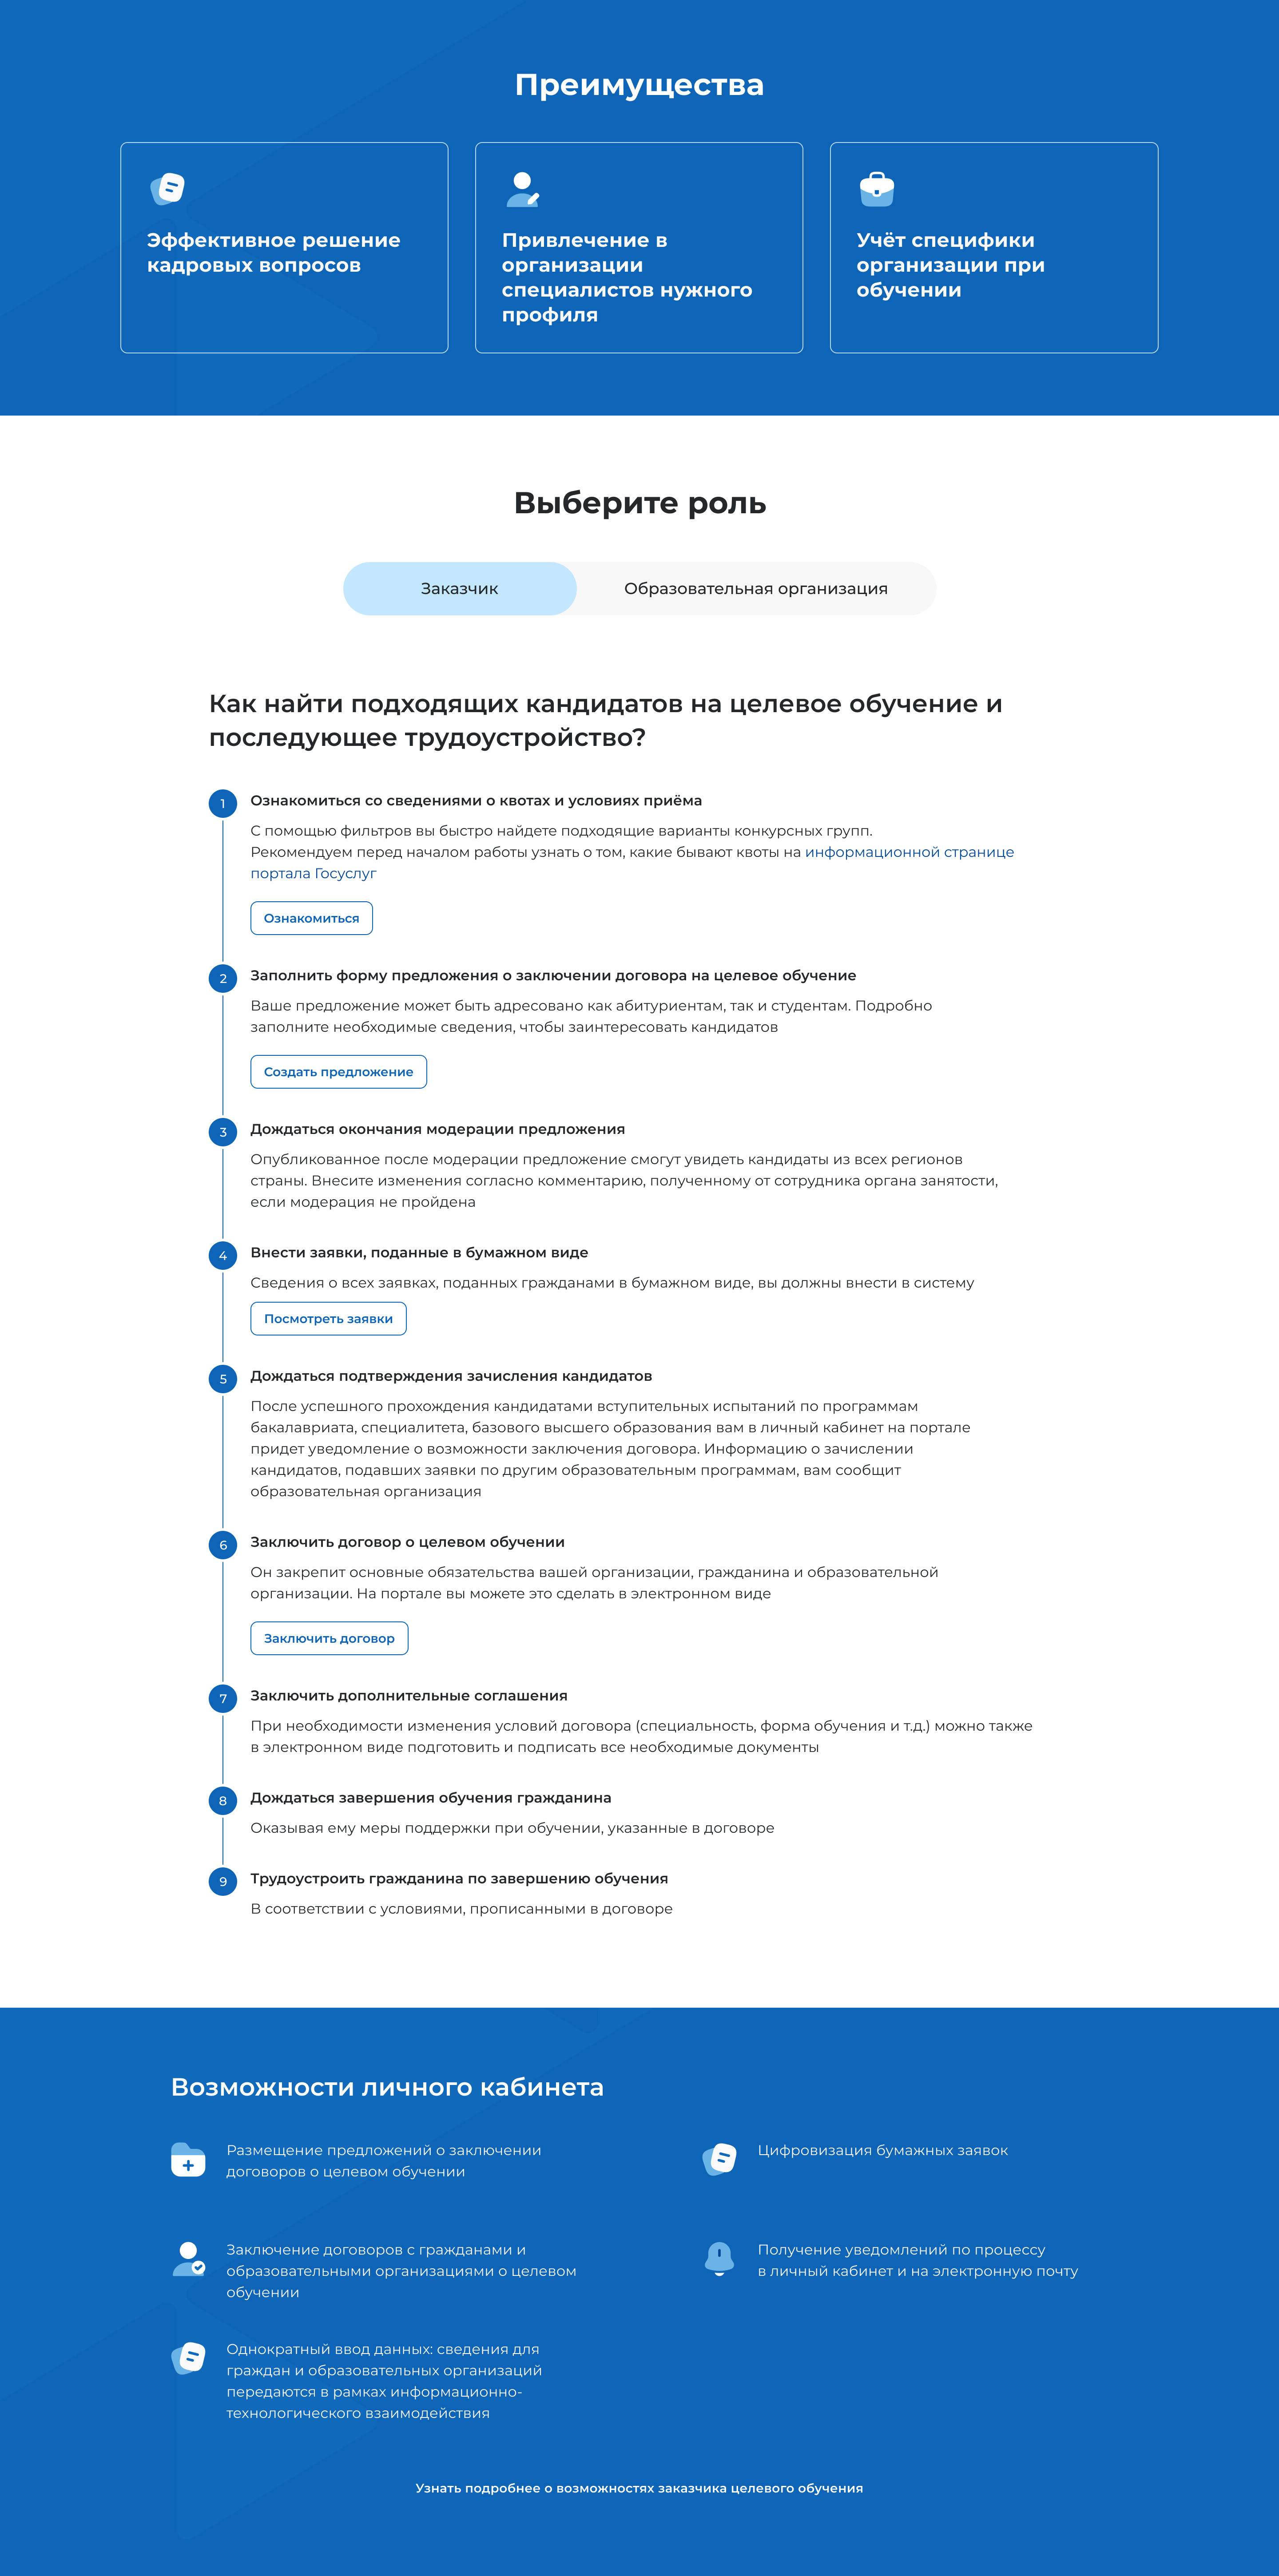 Преимущества
Эффективное решение
кадровых вопросов
Привлечение в
организации
специалистов нужного
профиля
Учёт специфики
организации при
обучении
Выберите роль
Заказчик
Образовательная организация
Как найти подходящих кандидатов на целевое обучение и
последующее трудоустройство?
1
Ознакомиться со сведениями о квотах и условиях приёма
С помощью фильтров вы быстро найдете подходящие варианты конкурсных групп.
Рекомендуем перед началом работы узнать о том, какие бывают квоты на информационной странице
портала Госуслуг
Ознакомиться
2
Заполнить форму предложения о заключении договора на целевое обучение
Ваше предложение может быть адресовано как абитуриентам, так и студентам. Подробно
заполните необходимые сведения, чтобы заинтересовать кандидатов
Создать предложение
3
Дождаться окончания модерации предложения
Опубликованное после модерации предложение смогут увидеть кандидаты из всех регионов
страны. Внесите изменения согласно комментарию, полученному от сотрудника органа занятости,
если модерация не пройдена
4
Внести заявки, поданные в бумажном виде
Сведения о всех заявках, поданных гражданами в бумажном виде, вы должны внести в систему
Посмотреть заявки
5
Дождаться подтверждения зачисления кандидатов
После успешного прохождения кандидатами вступительных испытаний по программам
бакалавриата, специалитета, базового высшего образования вам в личный кабинет на портале
придет уведомление о возможности заключения договора. Информацию о зачислении
кандидатов, подавших заявки по другим образовательным программам, вам сообщит
образовательная организация
6
Заключить договор о целевом обучении
Он закрепит основные обязательства вашей организации, гражданина и образовательной
организации. На портале вы можете это сделать в электронном виде
Заключить договор
7
Заключить дополнительные соглашения
При необходимости изменения условий договора (специальность, форма обучения и т.д.) можно также
в электронном виде подготовить и подписать все необходимые документы
8
Дождаться завершения обучения гражданина
Оказывая ему меры поддержки при обучении, указанные в договоре
9
Трудоустроить гражданина по завершению обучения
В соответствии с условиями, прописанными в договоре
Возможности личного кабинета
Размещение предложений о заключении
договоров о целевом обучении
Цифровизация бумажных заявок
Заключение договоров с гражданами и
образовательными организациями о целевом
обучении
Получение уведомлений по процессу
в личный кабинет и на электронную почту
Однократный ввод данных: сведения для
граждан и образовательных организаций
передаются в рамках информационно-
технологического взаимодействия
Узнать подробнее о возможностях заказчика целевого обучения